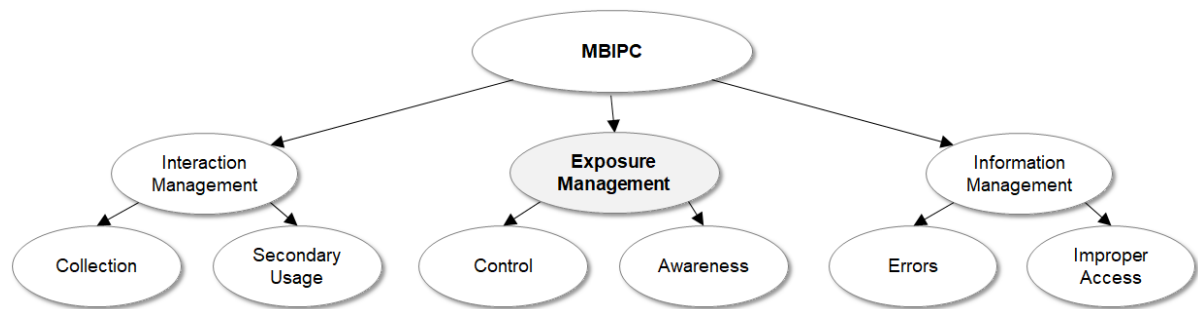 MBIPC
Interaction
Management
Exposure
Management
Information
Management
Collection
Secondary
Usage
Control
Awareness
Errors
Improper
Access